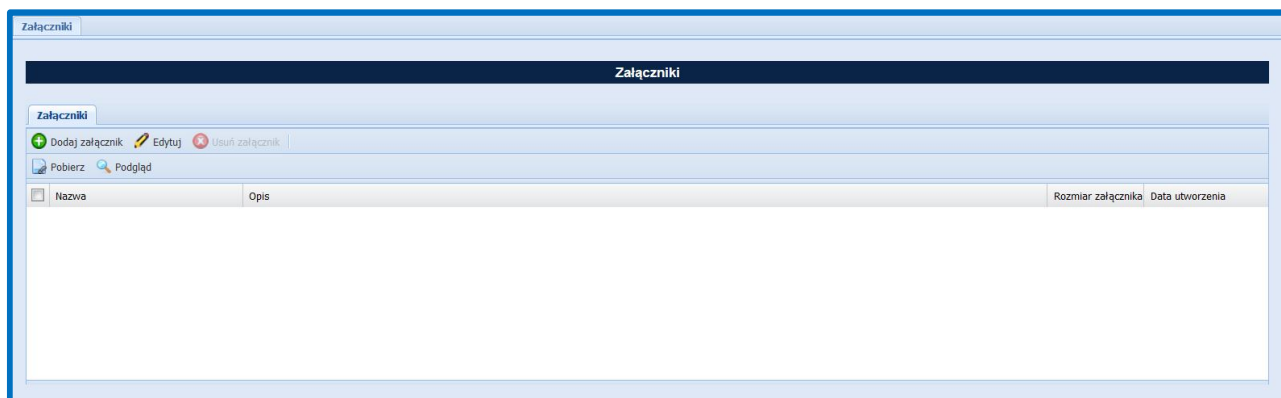 Załączniki
Załączniki
Załączniki
Dodaj załącznik Edytuj Usuń załącznik
Pobierz Podgląd
Nazwa Opis Rozmiar załącznika Data utworzenia